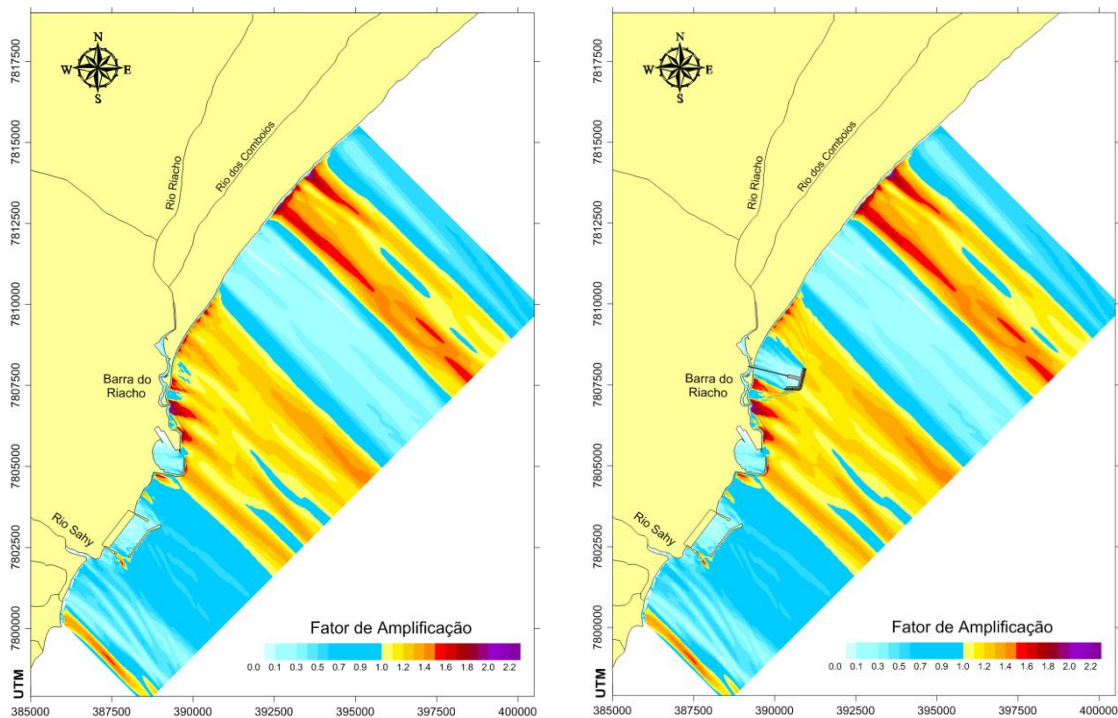 N
W E
S
7817500
7815000
7812500
7810000
7807500
7805000
7802500
7800000
UTM
Rio Riacho
Rio dos Comboios
Barra do
Riacho
Rio Sahy
Fator de Amplificação
0.0 0.1 0.3 0.5 0.7 0.9 1.0 1.2 1.4 1.6 1.8 2.0 2.2
385000 387500 390000 392500 395000 397500 400000
N
W E
S
7817500
7815000
7812500
7810000
7807500
7805000
7802500
7800000
UTM
Rio Riacho
Rio dos Comboios
Barra do
Riacho
Rio Sahy
Fator de Amplificação
0.0 0.1 0.3 0.5 0.7 0.9 1.0 1.2 1.4 1.6 1.8 2.0 2.2
385000 387500 390000 392500 395000 397500 400000